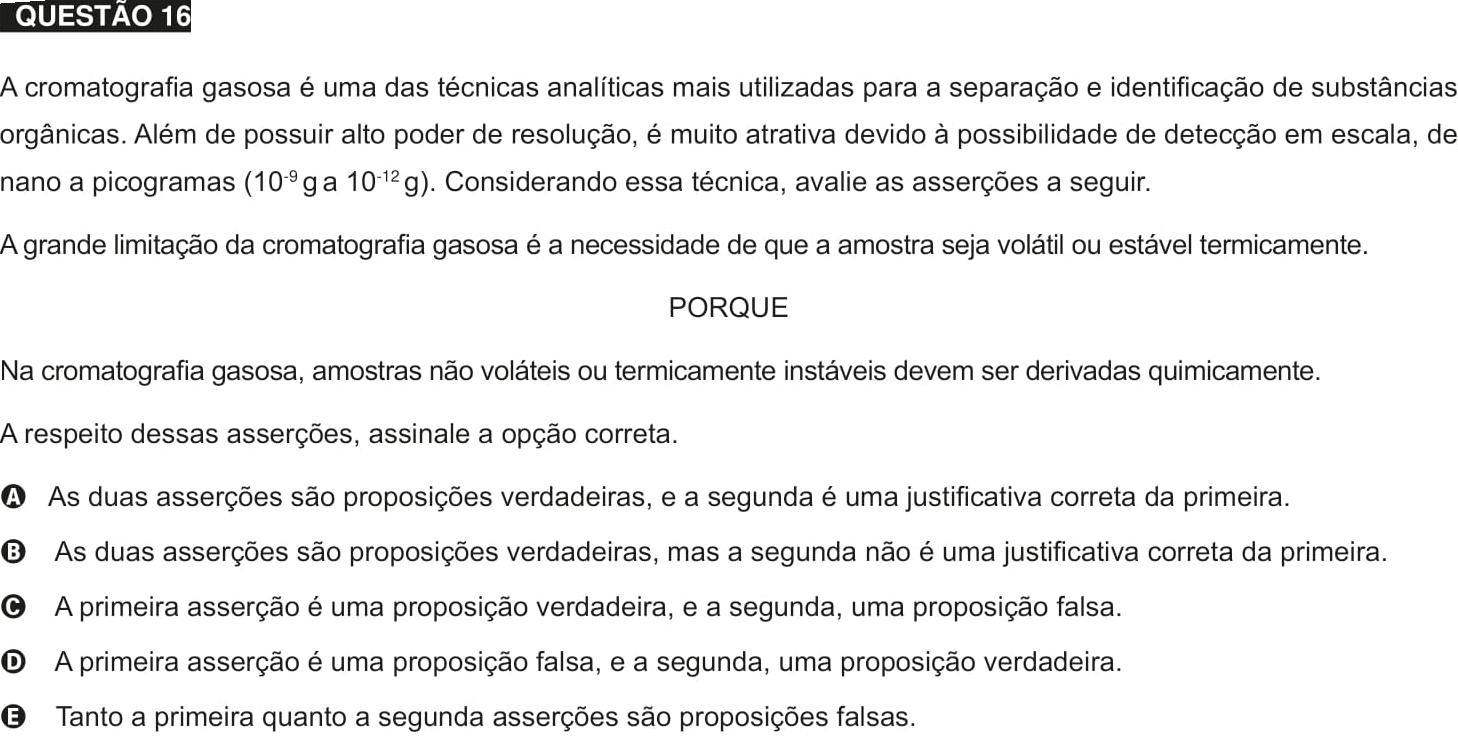 QUESTÃO 16
A cromatografia gasosa é uma das técnicas analíticas mais utilizadas para a separação e identificação de substâncias
orgânicas. Além de possuir alto poder de resolução, é muito atrativa devido à possibilidade de detecção em escala, de
nano a picogramas (10⁻⁹ g a 10⁻¹² g). Considerando essa técnica, avalie as asserções a seguir.
A grande limitação da cromatografia gasosa é a necessidade de que a amostra seja volátil ou estável termicamente.
PORQUE
Na cromatografia gasosa, amostras não voláteis ou termicamente instáveis devem ser derivadas quimicamente.
A respeito dessas asserções, assinale a opção correta.
A As duas asserções são proposições verdadeiras, e a segunda é uma justificativa correta da primeira.
B As duas asserções são proposições verdadeiras, mas a segunda não é uma justificativa correta da primeira.
C A primeira asserção é uma proposição verdadeira, e a segunda, uma proposição falsa.
D A primeira asserção é uma proposição falsa, e a segunda, uma proposição verdadeira.
E Tanto a primeira quanto a segunda asserções são proposições falsas.